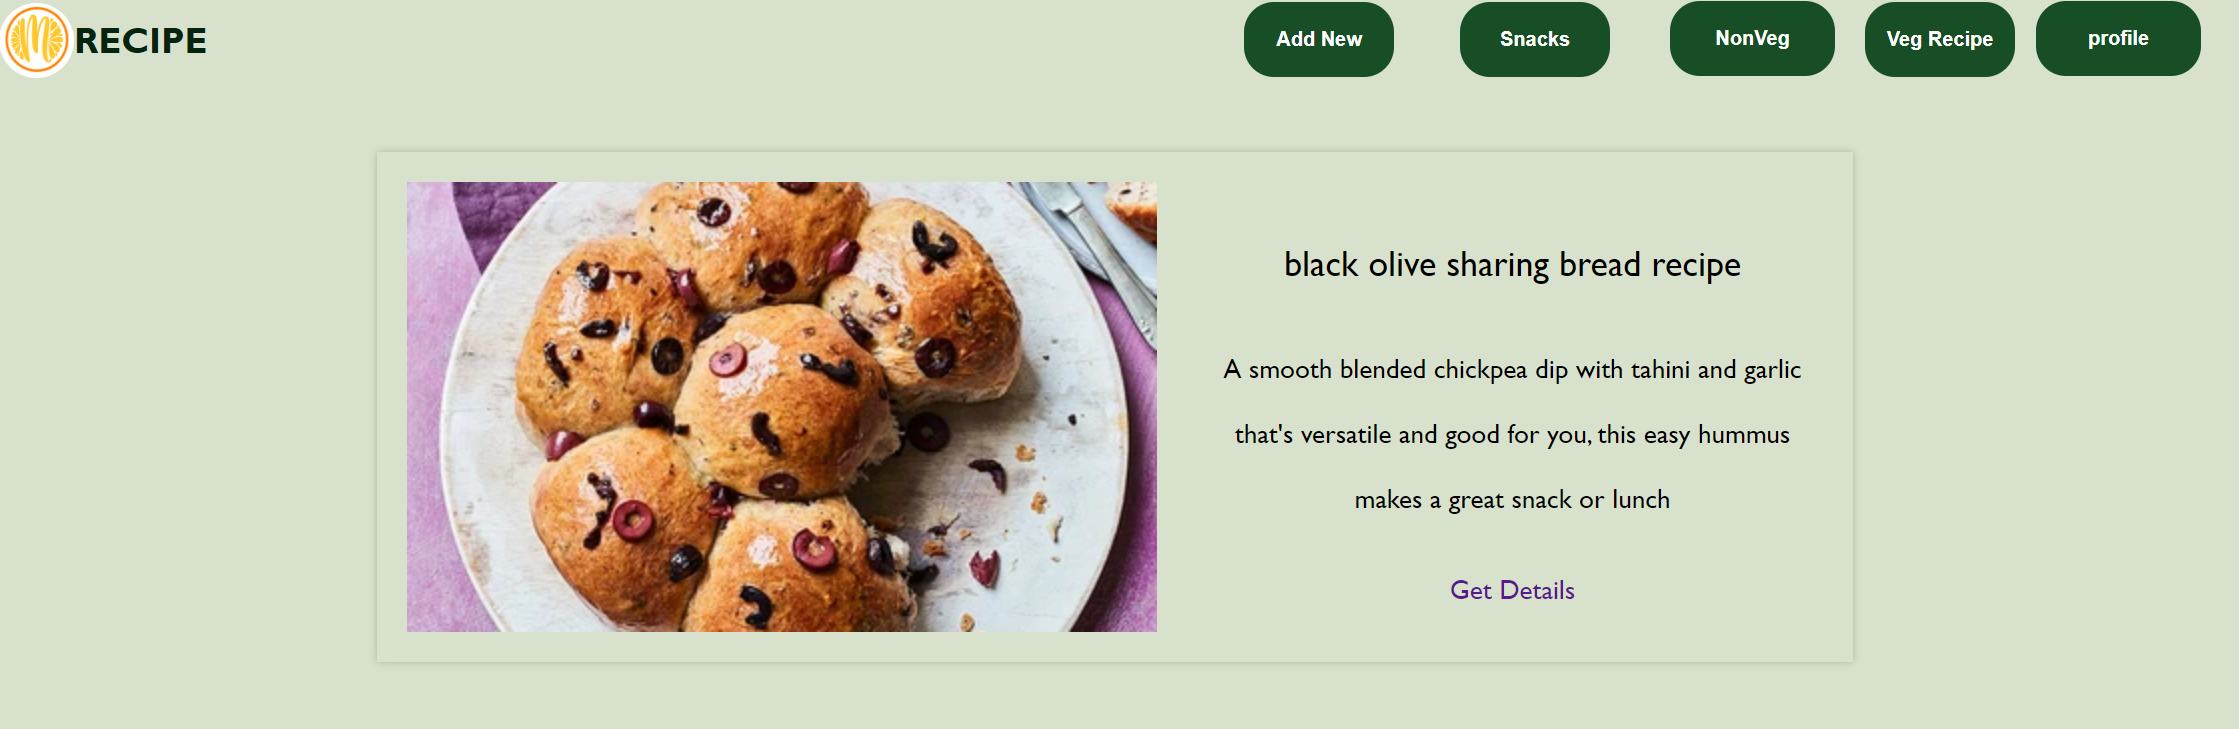 RECIPE
Add New
Snacks
NonVeg
Veg Recipe
profile
black olive sharing bread recipe
A smooth blended chickpea dip with tahini and garlic
that's versatile and good for you, this easy hummus
makes a great snack or lunch
Get Details